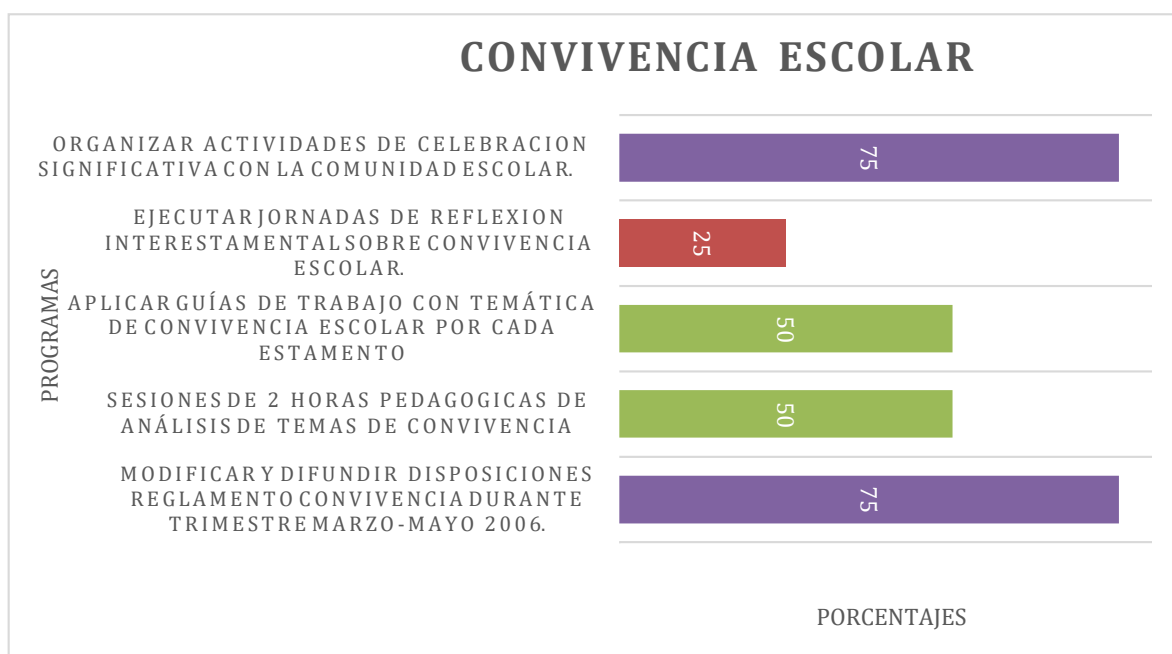 CONVIVENCIA ESCOLAR
ORGANIZAR ACTIVIDADES DE CELEBRACION
SIGNIFICATIVA CON LA COMUNIDAD ESCOLAR.
75
EJECUTAR JORNADAS DE REFLEXION
INTERESTAMENTAL SOBRE CONVIVENCIA
ESCOLAR.
25
APLICAR GUÍAS DE TRABAJO CON TEMÁTICA
DE CONVIVENCIA ESCOLAR POR CADA
ESTAMENTO
50
SESIONES DE 2 HORAS PEDAGOGICAS DE
ANÁLISIS DE TEMAS DE CONVIVENCIA
50
MODIFICAR Y DIFUNDIR DISPOSICIONES
REGLAMENTO CONVIVENCIA DURANTE
TRIMESTRE MARZO-MAYO 2006.
75
PROGRAMAS
PORCENTAJES